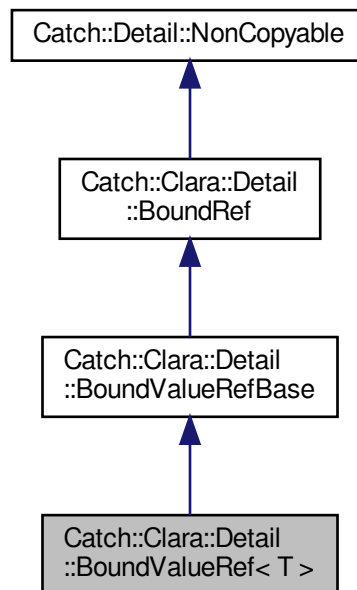 Catch::Detail::NonCopyable
Catch::Clara::Detail
::BoundRef
Catch::Clara::Detail
::BoundValueRefBase
Catch::Clara::Detail
::BoundValueRef< T >